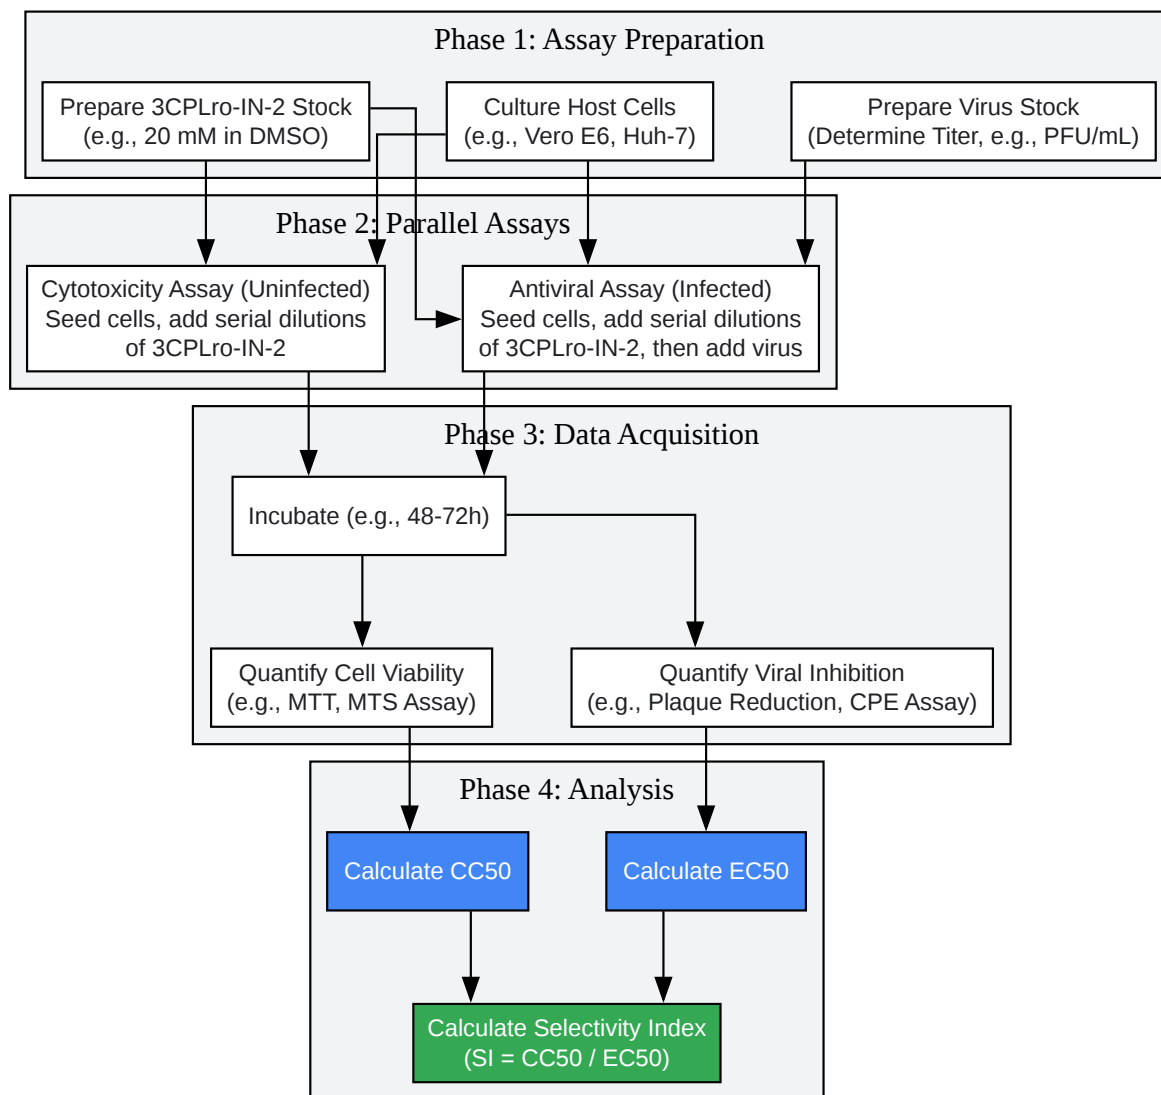 Phase 1: Assay Preparation
Prepare 3CPLro-IN-2 Stock
(e.g., 20 mM in DMSO)
Culture Host Cells
(e.g., Vero E6, Huh-7)
Prepare Virus Stock
(Determine Titer, e.g., PFU/mL)
Phase 2: Parallel Assays
Cytotoxicity Assay (Uninfected)
Seed cells, add serial dilutions
of 3CPLro-IN-2
Antiviral Assay (Infected)
Seed cells, add serial dilutions
of 3CPLro-IN-2, then add virus
Phase 3: Data Acquisition
Incubate (e.g., 48-72h)
Quantify Cell Viability
(e.g., MTT, MTS Assay)
Quantify Viral Inhibition
(e.g., Plaque Reduction, CPE Assay)
Phase 4: Analysis
Calculate CC50
Calculate EC50
Calculate Selectivity Index
(SI = CC50 / EC50)